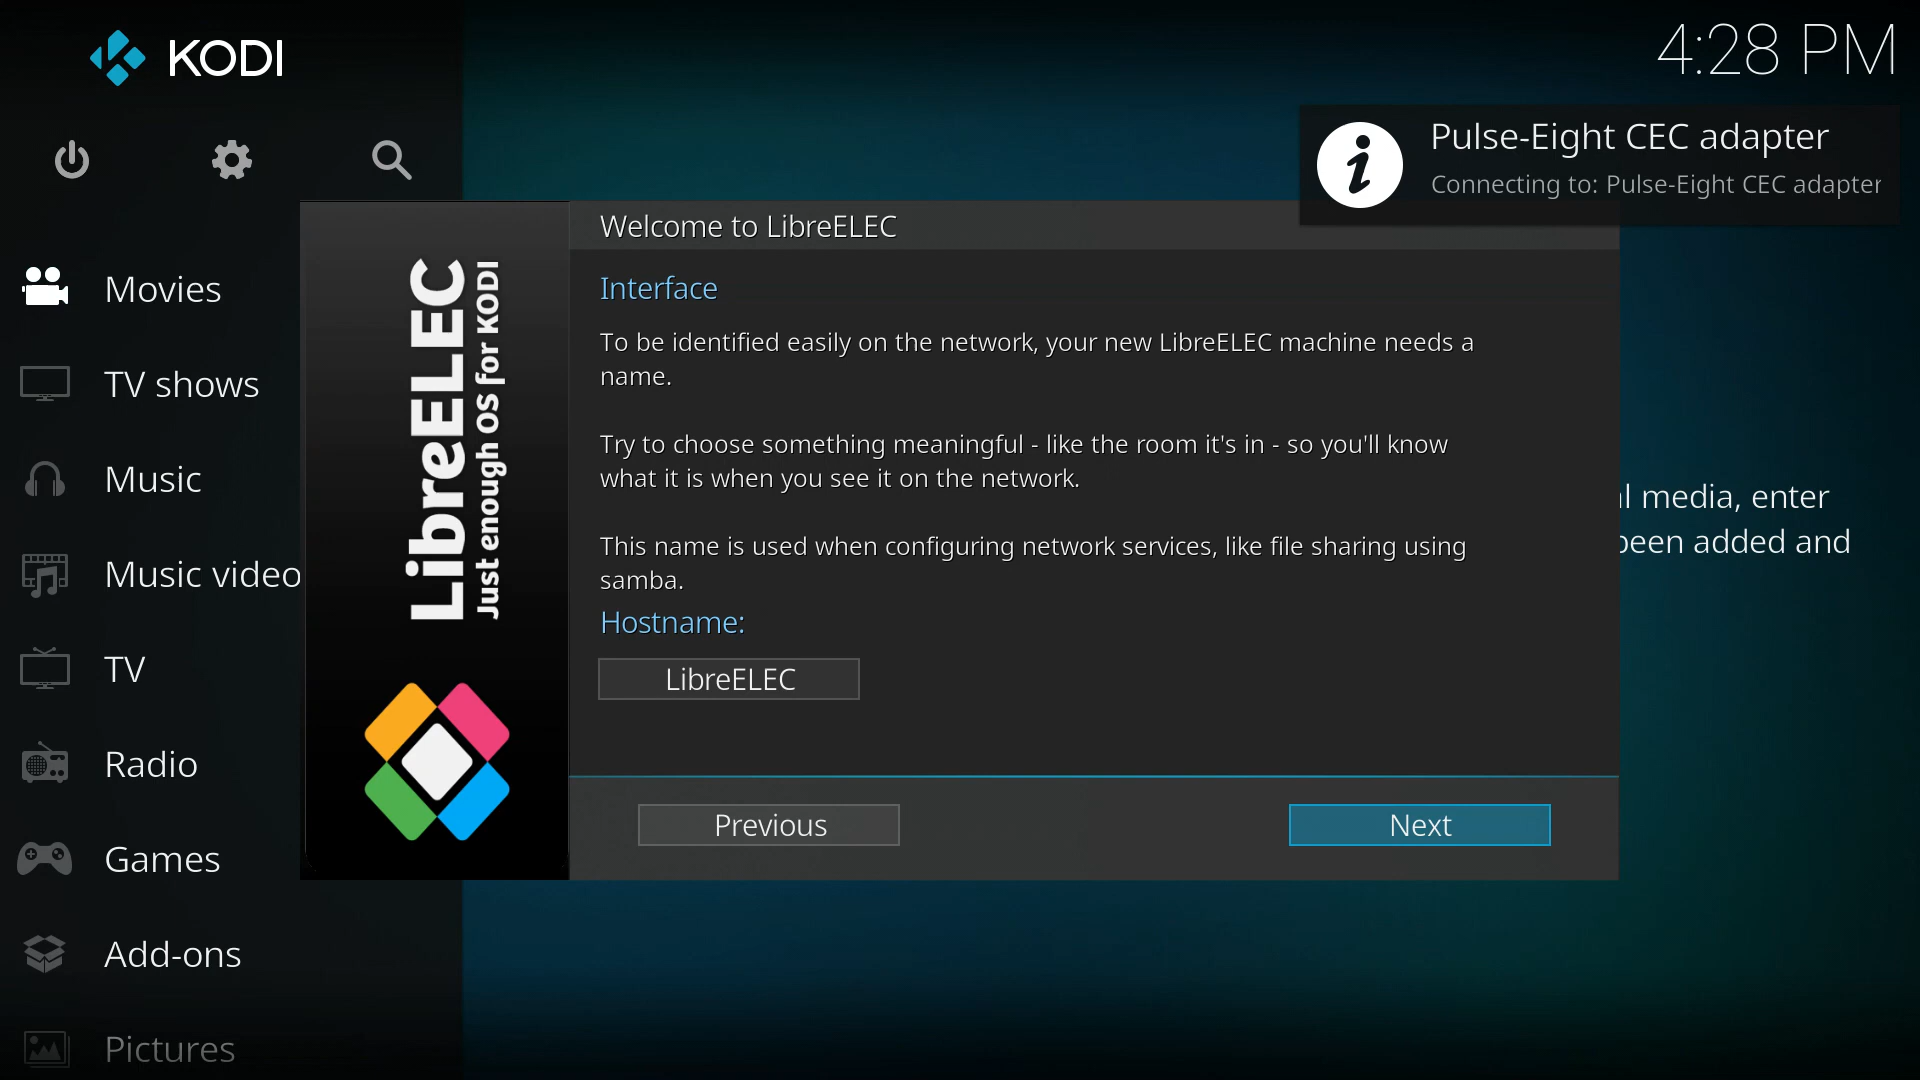 KODI
4:28 PM
Pulse-Eight CEC adapter
Connecting to: Pulse-Eight CEC adapter
Movies
TV shows
Music
Music video
TV
Radio
Games
Add-ons
Pictures
LibreELEC
Just enough OS for KODI
Welcome to LibreELEC
Interface
To be identified easily on the network, your new LibreELEC machine needs a
name.
Try to choose something meaningful - like the room it's in - so you'll know
what it is when you see it on the network.
This name is used when configuring network services, like file sharing using
samba.
Hostname:
LibreELEC
Previous
Next
media, enter
been added and